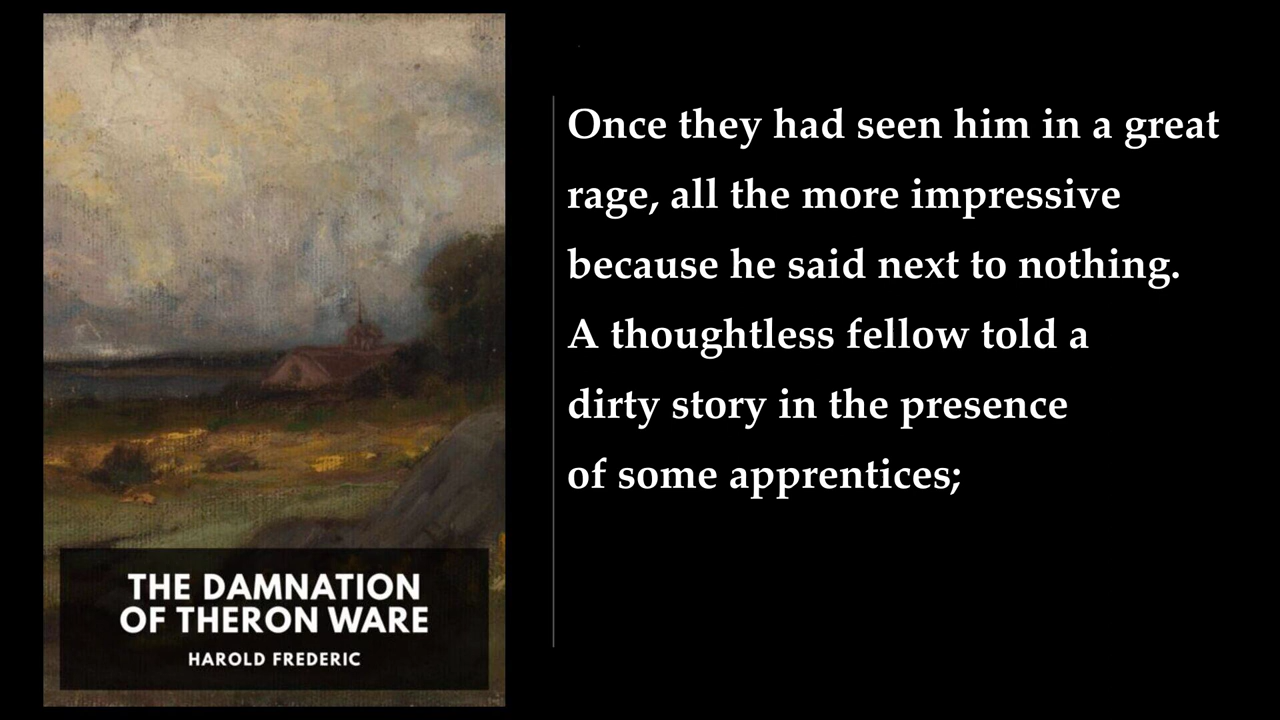 THE DAMNATION
OF THERON WARE
HAROLD FREDERIC
Once they had seen him in a great
rage, all the more impressive
because he said next to nothing.
A thoughtless fellow told a
dirty story in the presence
of some apprentices;